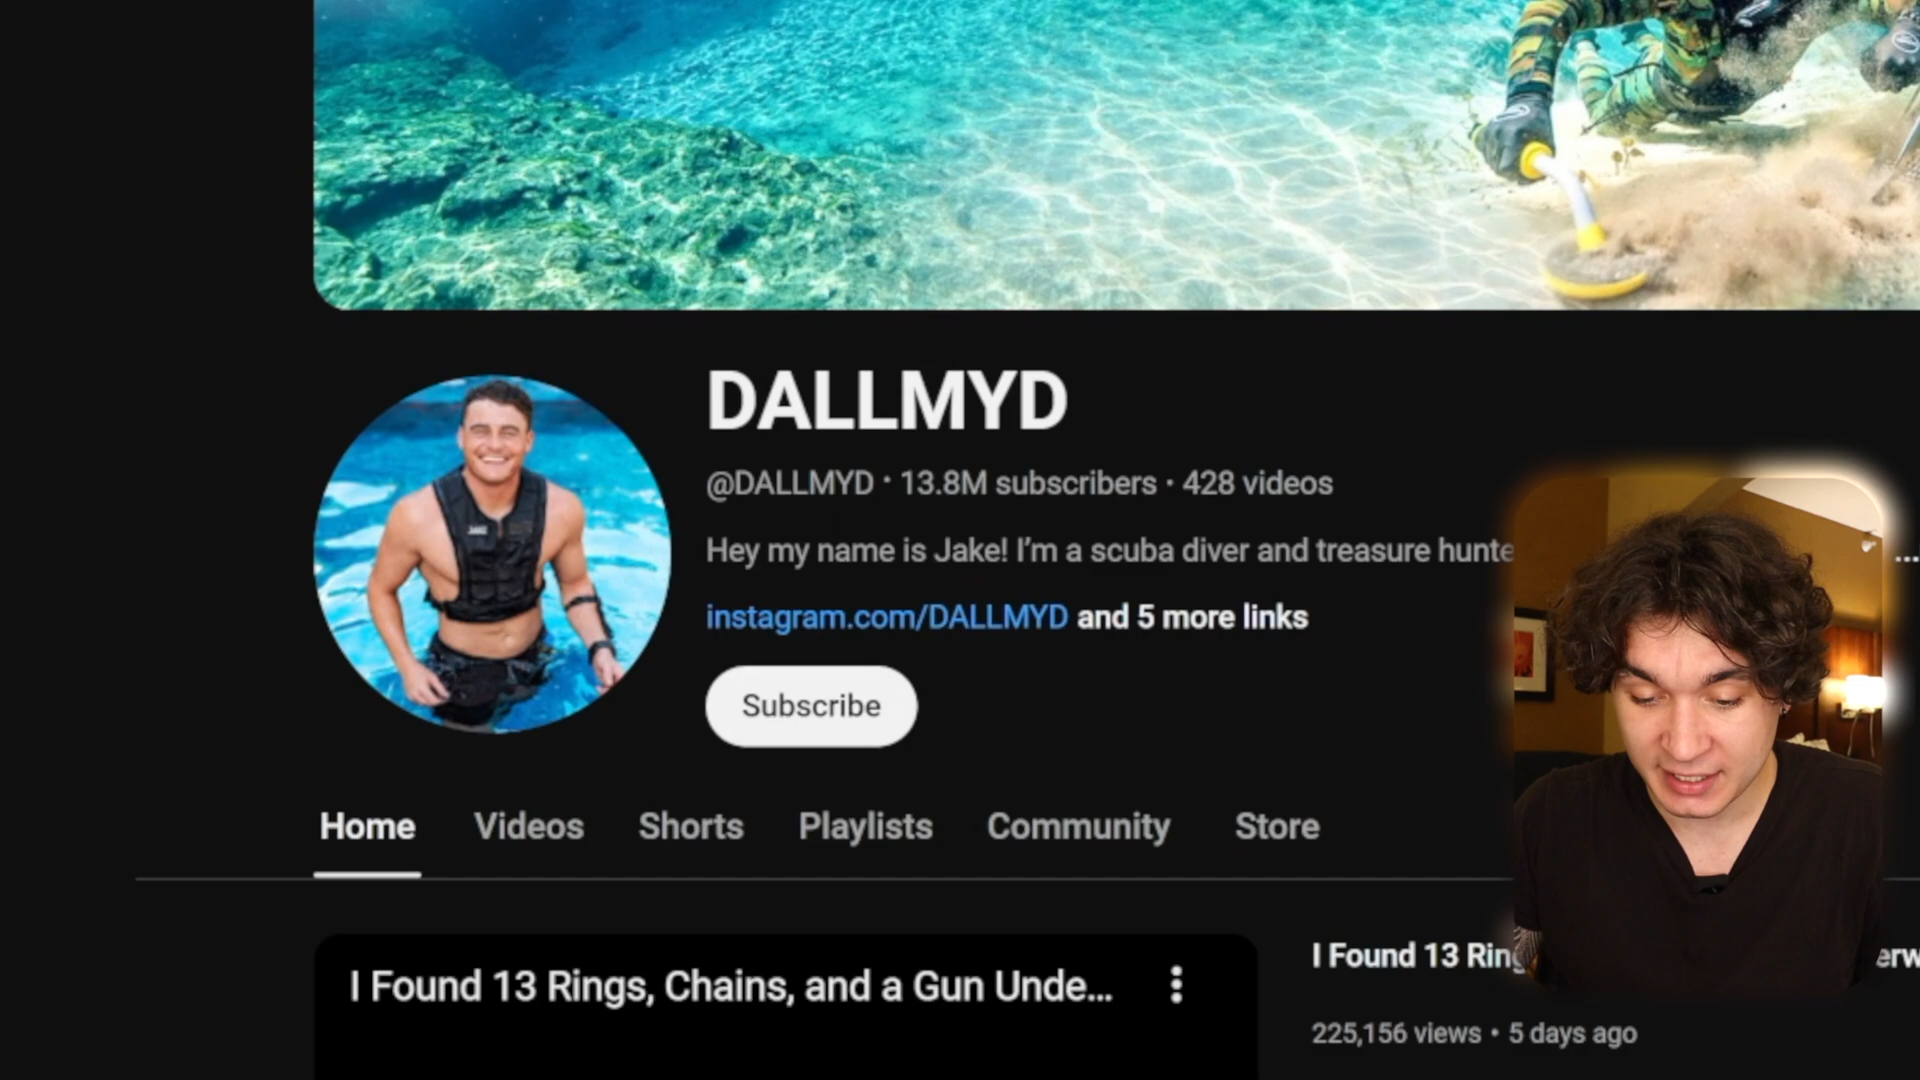 DALLMYD
@DALLMYD · 13.8M subscribers · 428 videos
Hey my name is Jake! I'm a scuba diver and treasure hunte ...
instagram.com/DALLMYD and 5 more links
Subscribe
Home Videos Shorts Playlists Community Store
I Found 13 Rings, Chains, and a Gun Unde...
I Found 13 Ring erw
225,156 views · 5 days ago